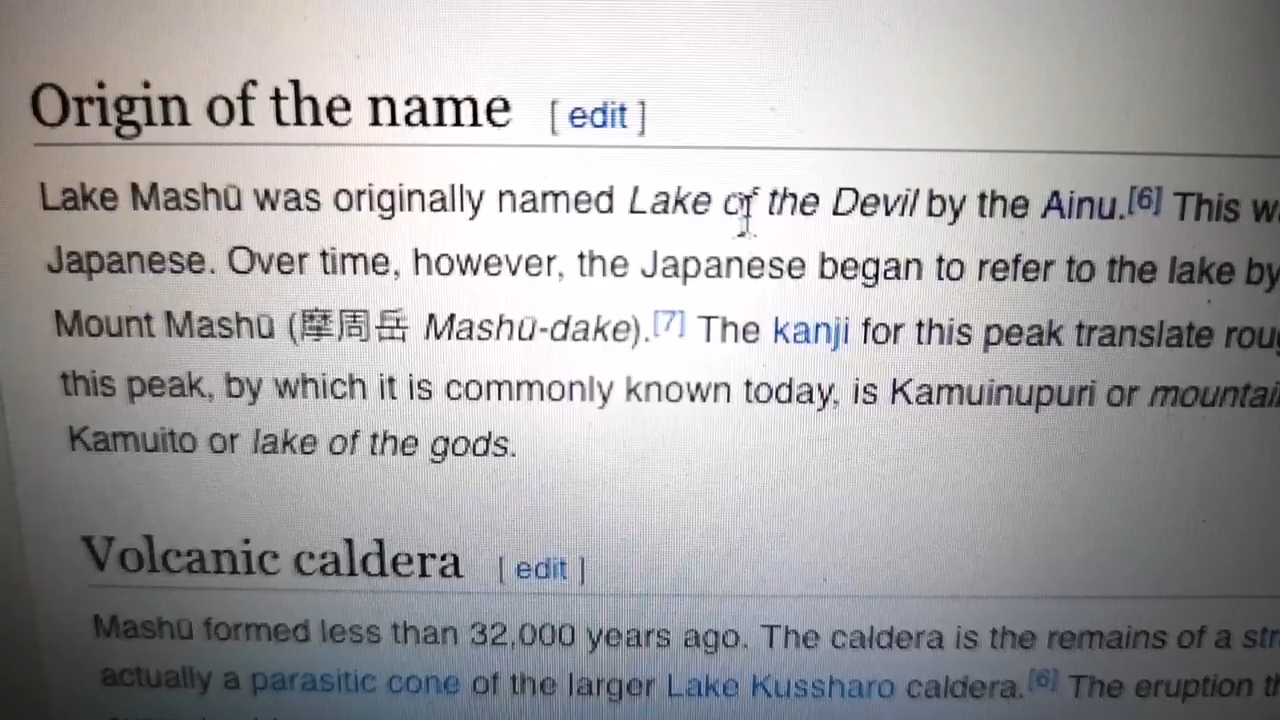 Origin of the name [ edit ]
Lake Mashū was originally named Lake of the Devil by the Ainu.[6] This
Japanese. Over time, however, the Japanese began to refer to the lake by
Mount Mashū (摩周岳 Mashū-dake).[7] The kanji for this peak translate
this peak, by which it is commonly known today, is Kamuinupuri or
Kamuito or lake of the gods.
Volcanic caldera [ edit ]
Mashū formed less than 32,000 years ago. The caldera is the remains of a
actually a parasitic cone of the larger Lake Kussharo caldera.[6] The eruption